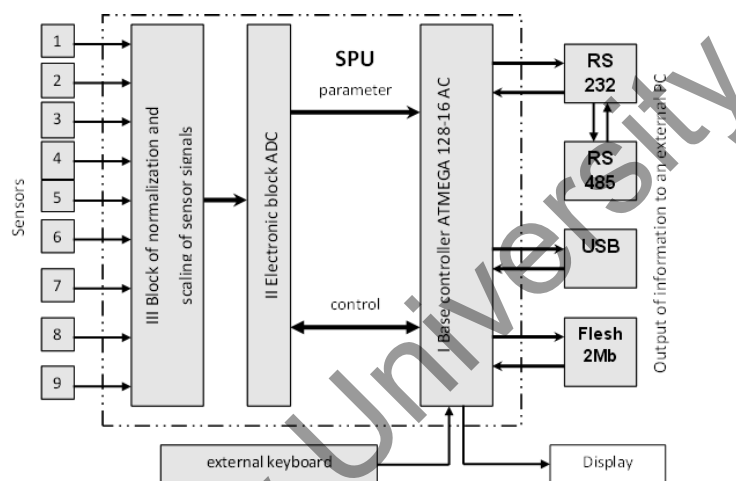 1
2
3
4
5
6
7
8
9
Sensors
III Block of normalization and
scaling of sensor signals
II Electronic block ADC
SPU
parameter
control
I Base controller ATMEGA 128-16 AC
RS
232
RS
485
USB
Flesh
2Mb
Output of information to an external PC
external keyboard
Display
University